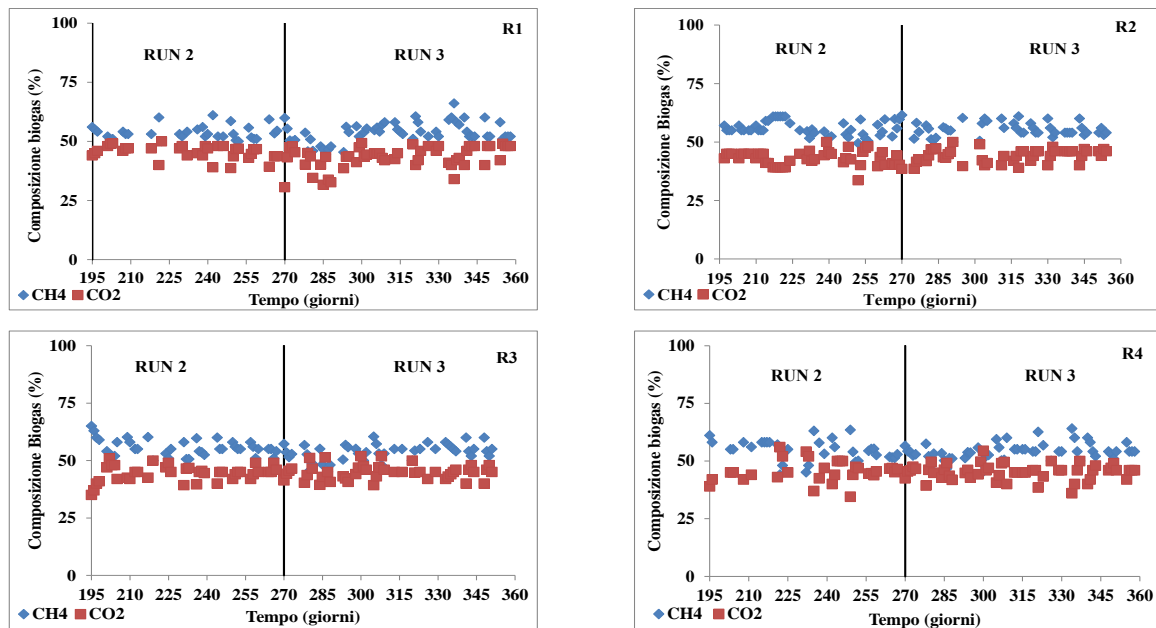 R1
RUN 2 RUN 3
Composizione biogas (%)
100
75
50
25
0
195 210 225 240 255 270 285 300 315 330 345 360
Tempo (giorni)
CH4 CO2
R2
RUN 2 RUN 3
Composizione Biogas (%)
100
75
50
25
0
195 210 225 240 255 270 285 300 315 330 345 360
Tempo (giorni)
CH4 CO2
R3
RUN 2 RUN 3
Composizione Biogas (%)
100
75
50
25
0
195 210 225 240 255 270 285 300 315 330 345 360
Tempo (giorni)
CH4 CO2
R4
RUN 2 RUN 3
Composizione biogas (%)
100
75
50
25
0
195 210 225 240 255 270 285 300 315 330 345 360
Tempo (giorni)
CH4 CO2